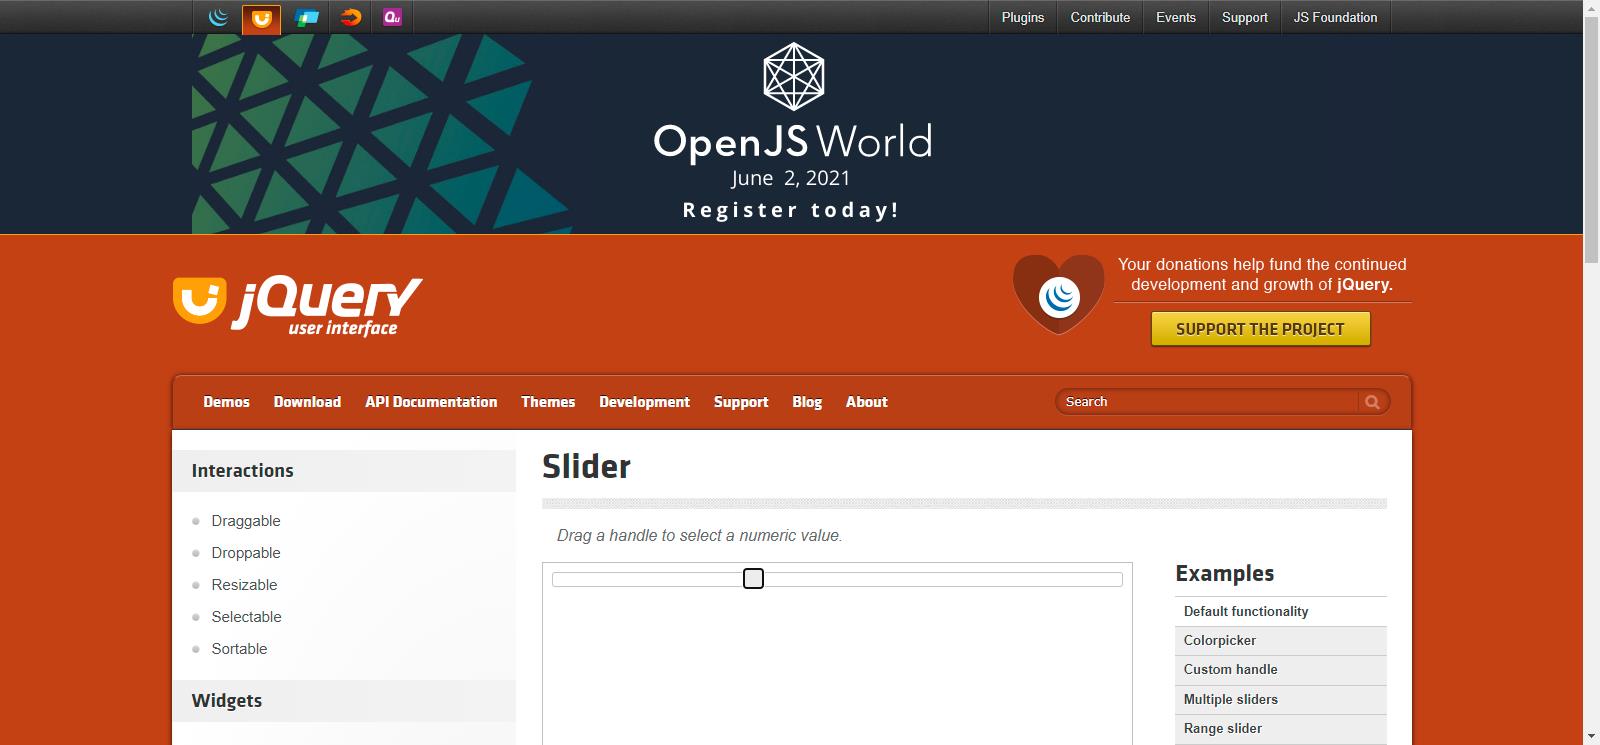 Qu
Plugins
Contribute
Events
Support
JS Foundation
OpenJS World
June 2, 2021
Register today!
jQuery
user interface
Your donations help fund the continued
development and growth of jQuery.
SUPPORT THE PROJECT
Demos
Download
API Documentation
Themes
Development
Support
Blog
About
Search
Interactions
Draggable
Droppable
Resizable
Selectable
Sortable
Widgets
Slider
Drag a handle to select a numeric value.
Examples
Default functionality
Colorpicker
Custom handle
Multiple sliders
Range slider